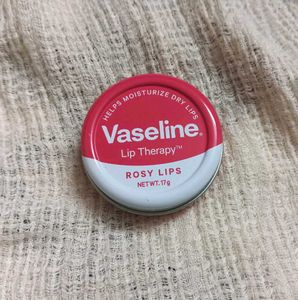 HELPS MOISTURIZE DRY LIPS
Vaseline®
Lip Therapy™
ROSY LIPS
NET WT. 17g